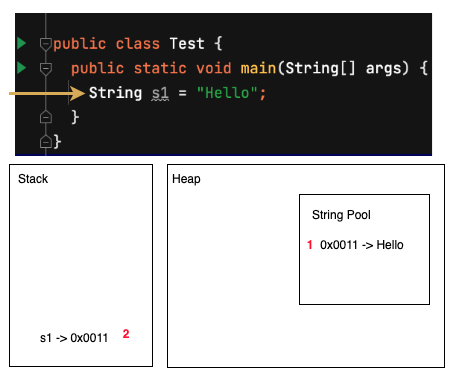 public class Test {
public static void main(String[] args) {
String s1 = "Hello";
}
}
Stack
Heap
String Pool
1 0x0011 -> Hello
s1 -> 0x0011 2